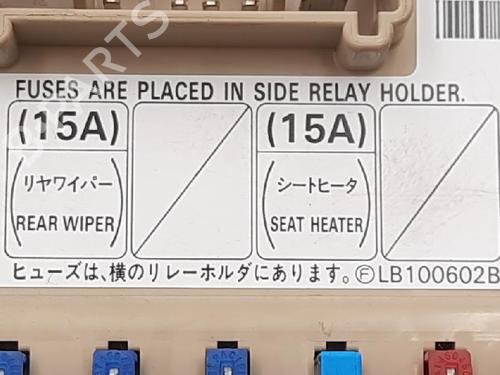 FUSES ARE PLACED IN SIDE RELAY HOLDER.
(15A) (15A)
(リヤワイパー) (シートヒータ)
(REAR WIPER) (SEAT HEATER)
ヒューズは、横のリレーホルダにあります。ⒻLB100602B